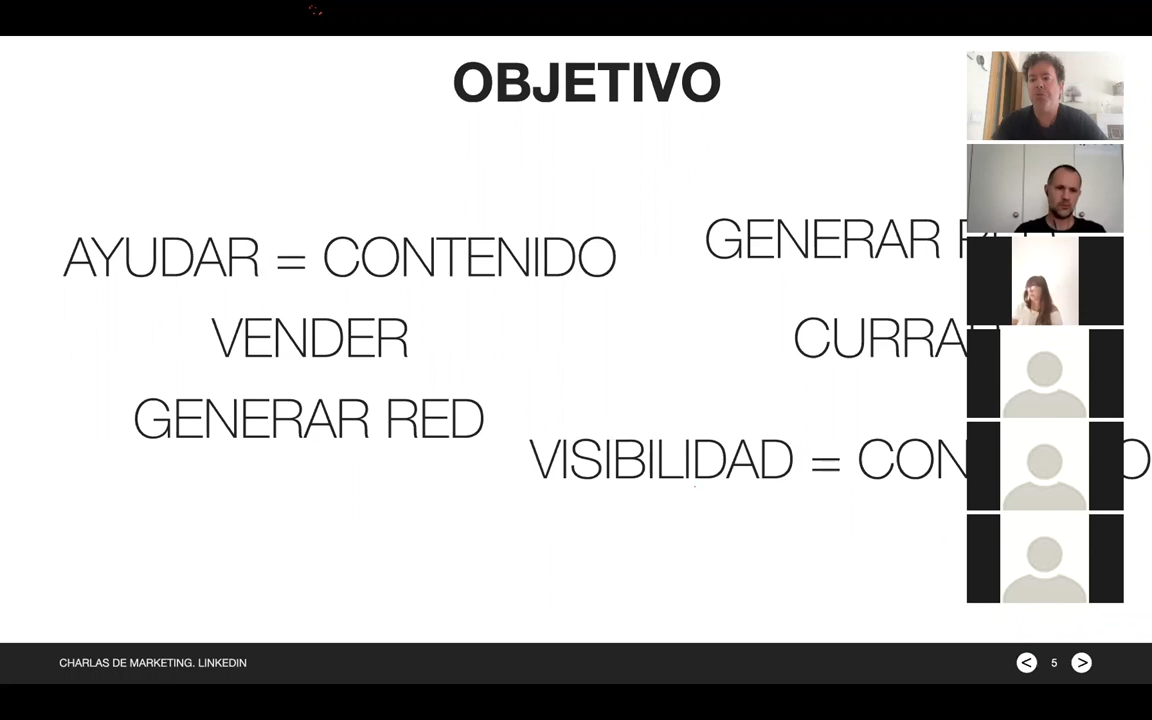 OBJETIVO
AYUDAR = CONTENIDO
VENDER
GENERAR RED
GENERAR
VISIBILIDAD =
CHARLAS DE MARKETING. LINKEDIN
< 5 >